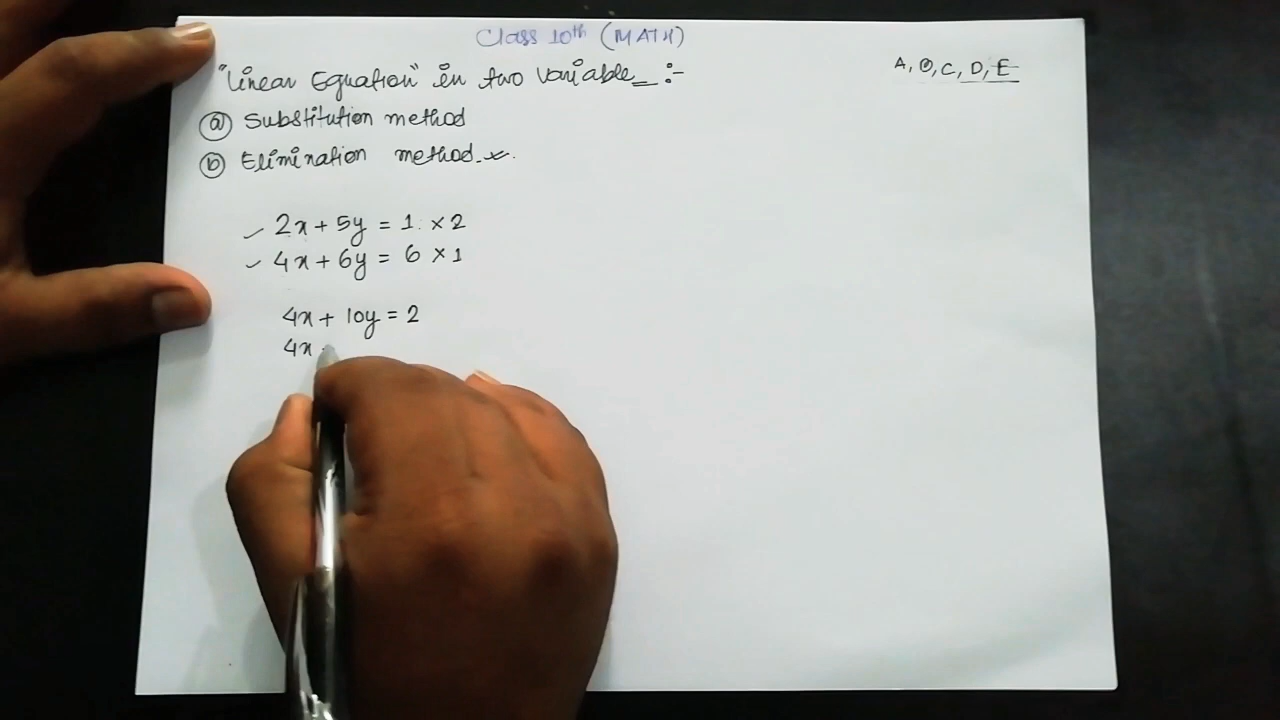 Class 10th (MATH)
"Linear Equation" in two Variable :-
A, B, C, D, E
(a) Substitution method
(b) Elimination method
2x + 5y = 1 × 2
4x + 6y = 6 × 1
4x + 10y = 2
4x